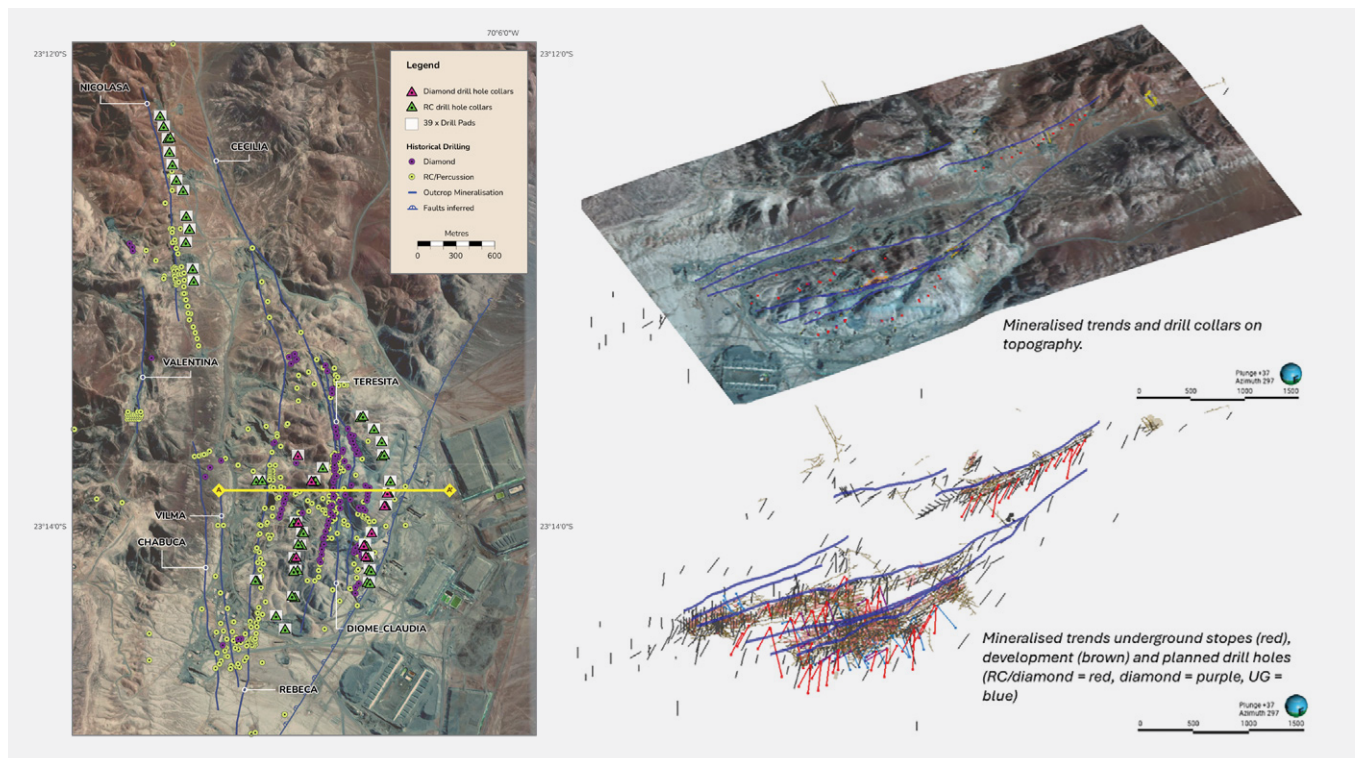 70°6'0"W
23°12'0"S
23°12'0"S
NICOLASA
CECILIA
Legend
Diamond drill hole collars
RC drill hole collars
39 x Drill Pads
Historical Drilling
Diamond
RC/Percussion
Outcrop Mineralisation
Faults inferred
Metres
0 300 600
VALENTINA
TERESITA
A
A'
VILMA
23°14'0"S
23°14'0"S
CHABUCA
DIOME_CLAUDIA
REBECA
Mineralised trends and drill collars on
topography.
Plunge +37
Azimuth 297
0 500 1000 1500
Mineralised trends underground stopes (red),
development (brown) and planned drill holes
(RC/diamond = red, diamond = purple, UG =
blue)
Plunge +37
Azimuth 297
0 500 1000 1500